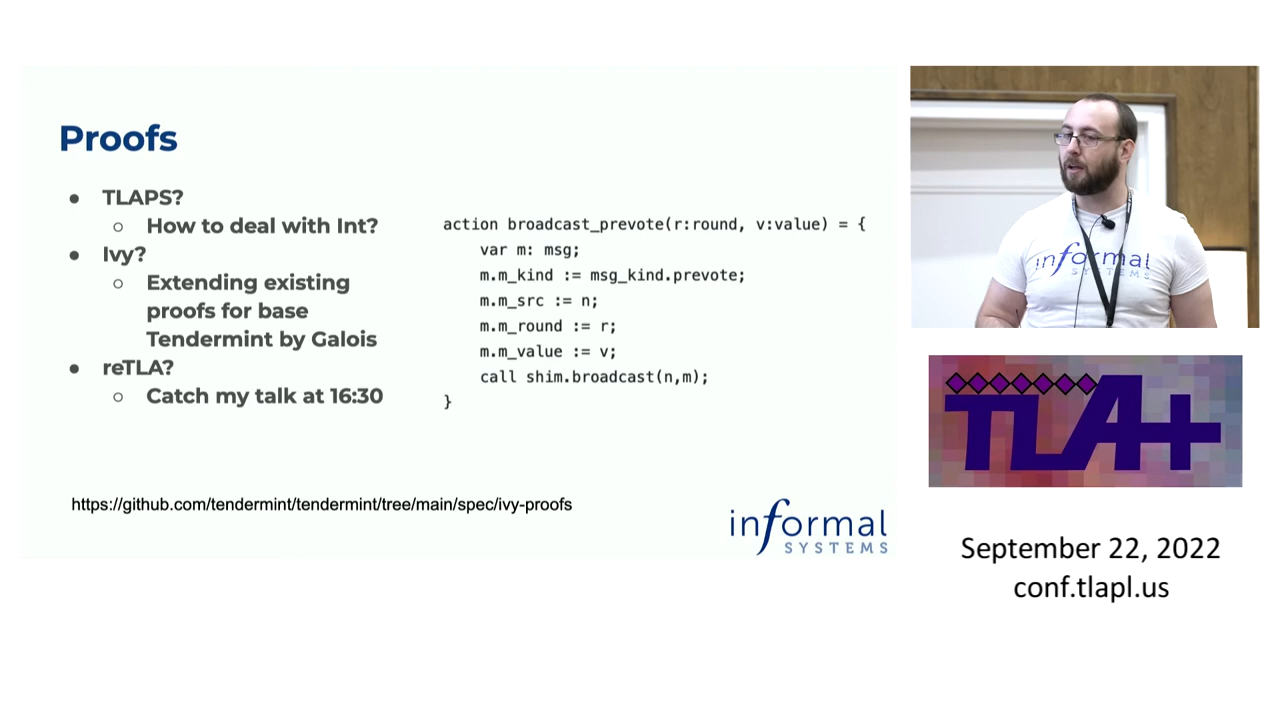 Proofs
● TLAPS?
○ How to deal with Int?
● Ivy?
○ Extending existing
proofs for base
Tendermint by Galois
● reTLA?
○ Catch my talk at 16:30
action broadcast_prevote(r:round, v:value) = {
var m: msg;
m.m_kind := msg_kind.prevote;
m.m_src := n;
m.m_round := r;
m.m_value := v;
call shim.broadcast(n,m);
}
https://github.com/tendermint/tendermint/tree/main/spec/ivy-proofs
informal
SYSTEMS
informal
SYSTEMS
TLA+
September 22, 2022
conf.tlapl.us